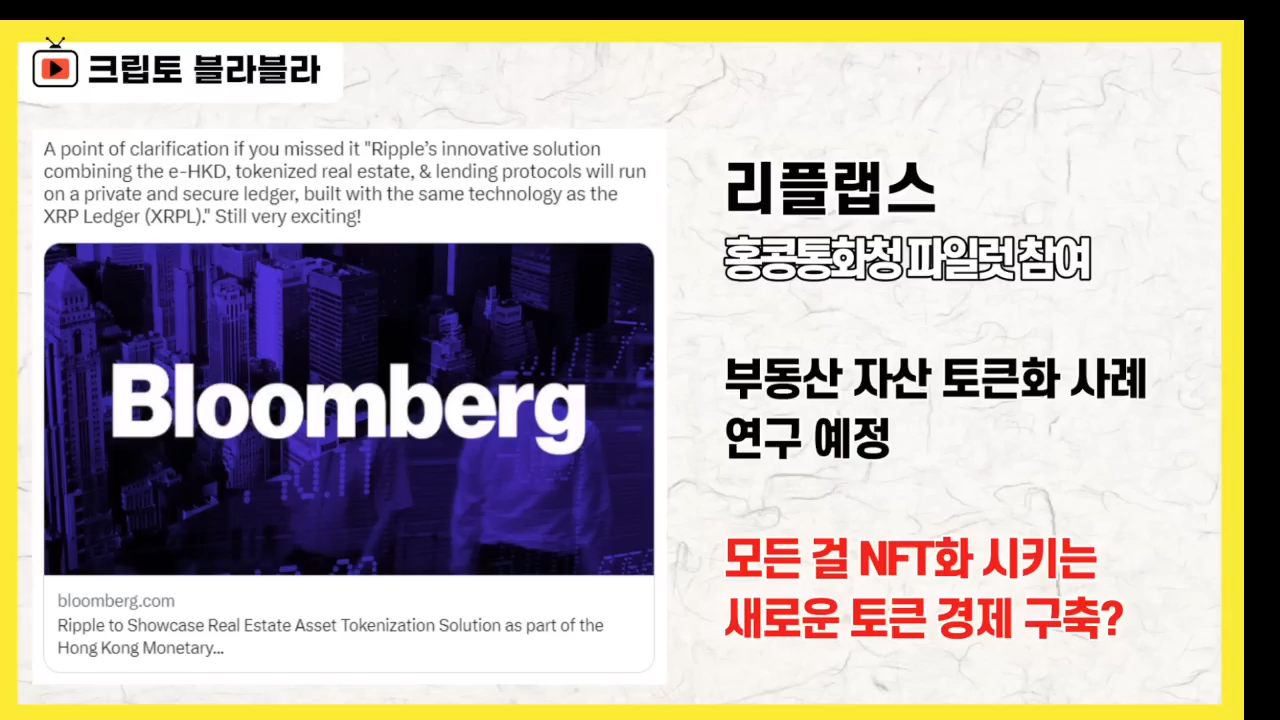 크립토 블라블라
A point of clarification if you missed it "Ripple's innovative solution
combining the e-HKD, tokenized real estate, & lending protocols will run
on a private and secure ledger, built with the same technology as the
XRP Ledger (XRPL)." Still very exciting!
Bloomberg
bloomberg.com
Ripple to Showcase Real Estate Asset Tokenization Solution as part of the
Hong Kong Monetary...
리플랩스
홍콩통화청 파일럿 참여
부동산 자산 토큰화 사례
연구 예정
모든 걸 NFT화 시키는
새로운 토큰 경제 구축?